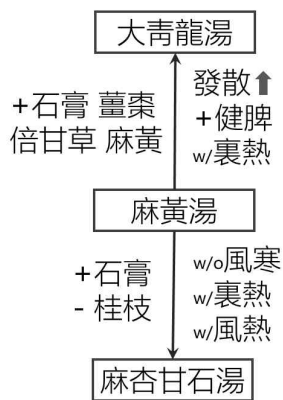 大青龍湯
+石膏 薑棗
倍甘草 麻黃
發散⬆
+健脾
w/裏熱
麻黃湯
+石膏
- 桂枝
w/o風寒
w/裏熱
w/風熱
麻杏甘石湯